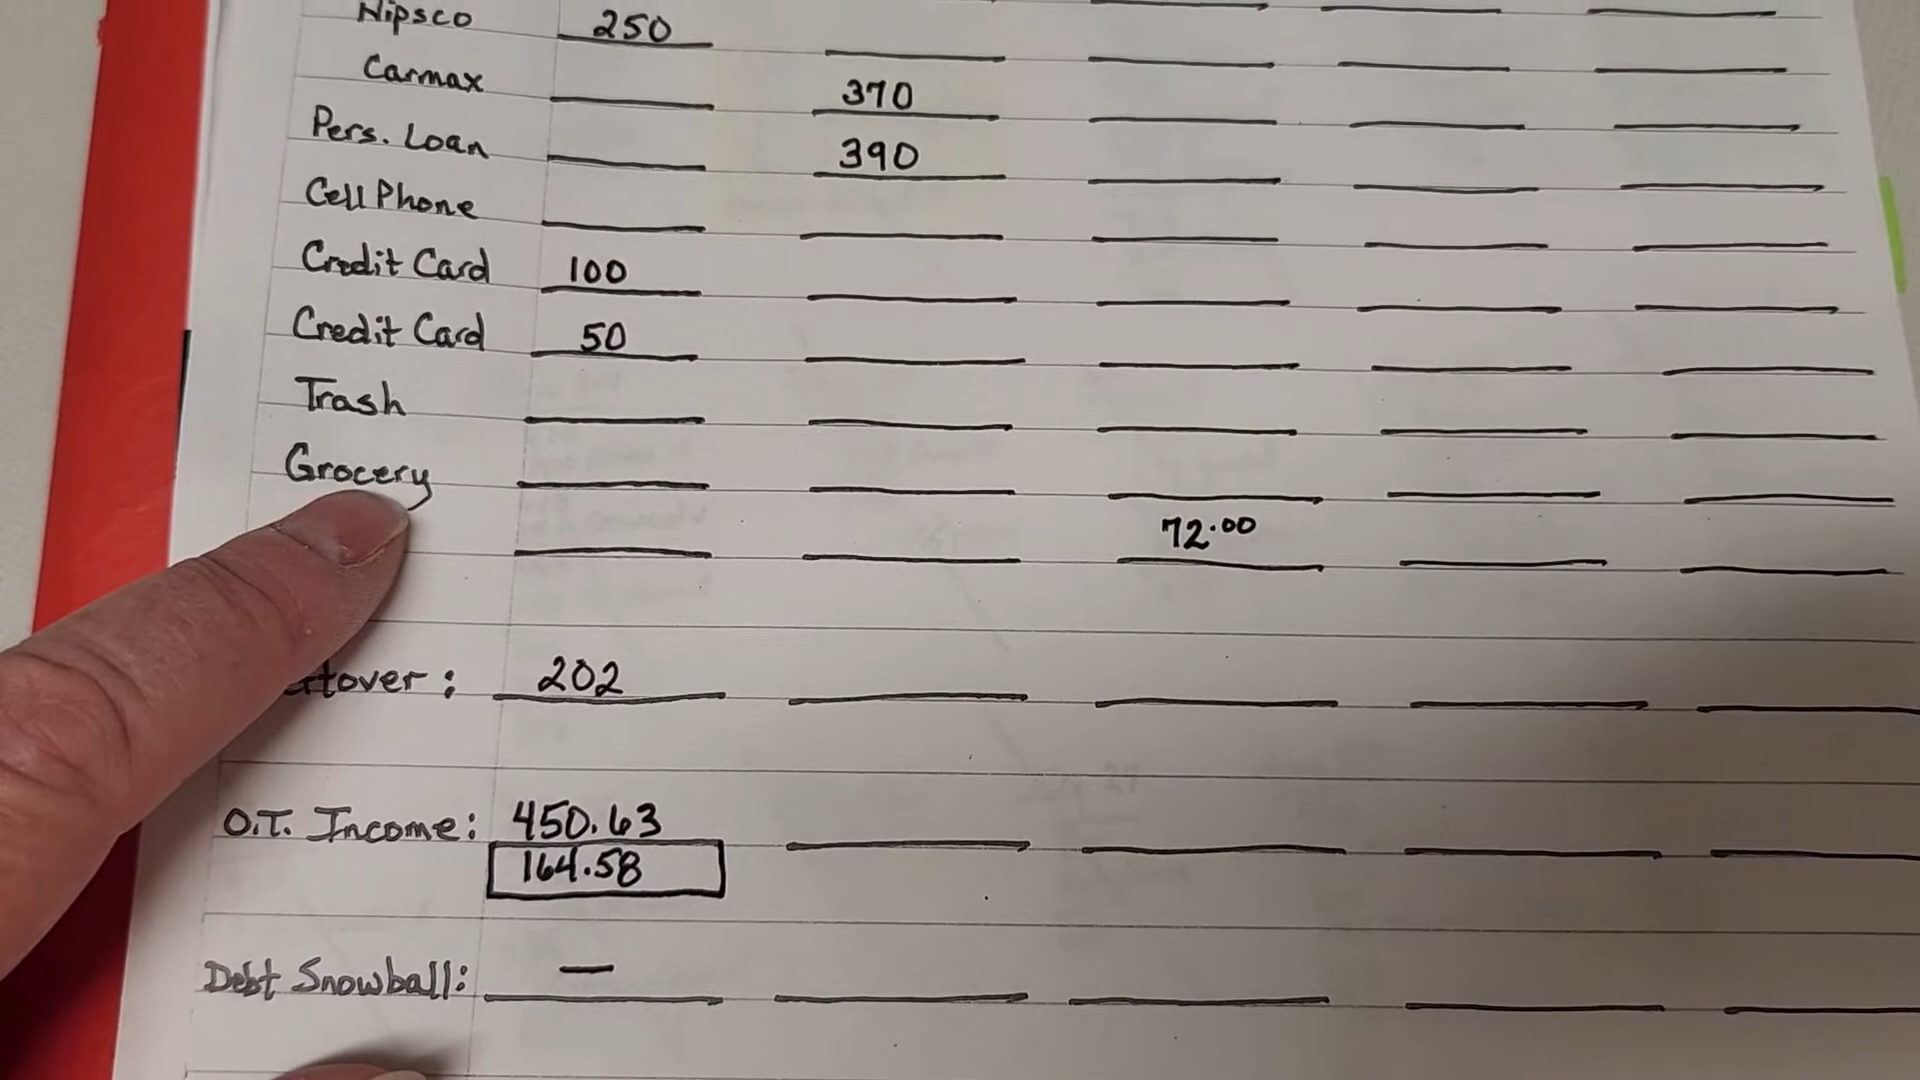 Nipsco 250
Carmax 370
Pers. Loan 390
Cell Phone
Credit Card 100
Credit Card 50
Trash
Grocery
72.00
tover: 202
O.T. Income: 450.63
164.58
Debt Snowball: —